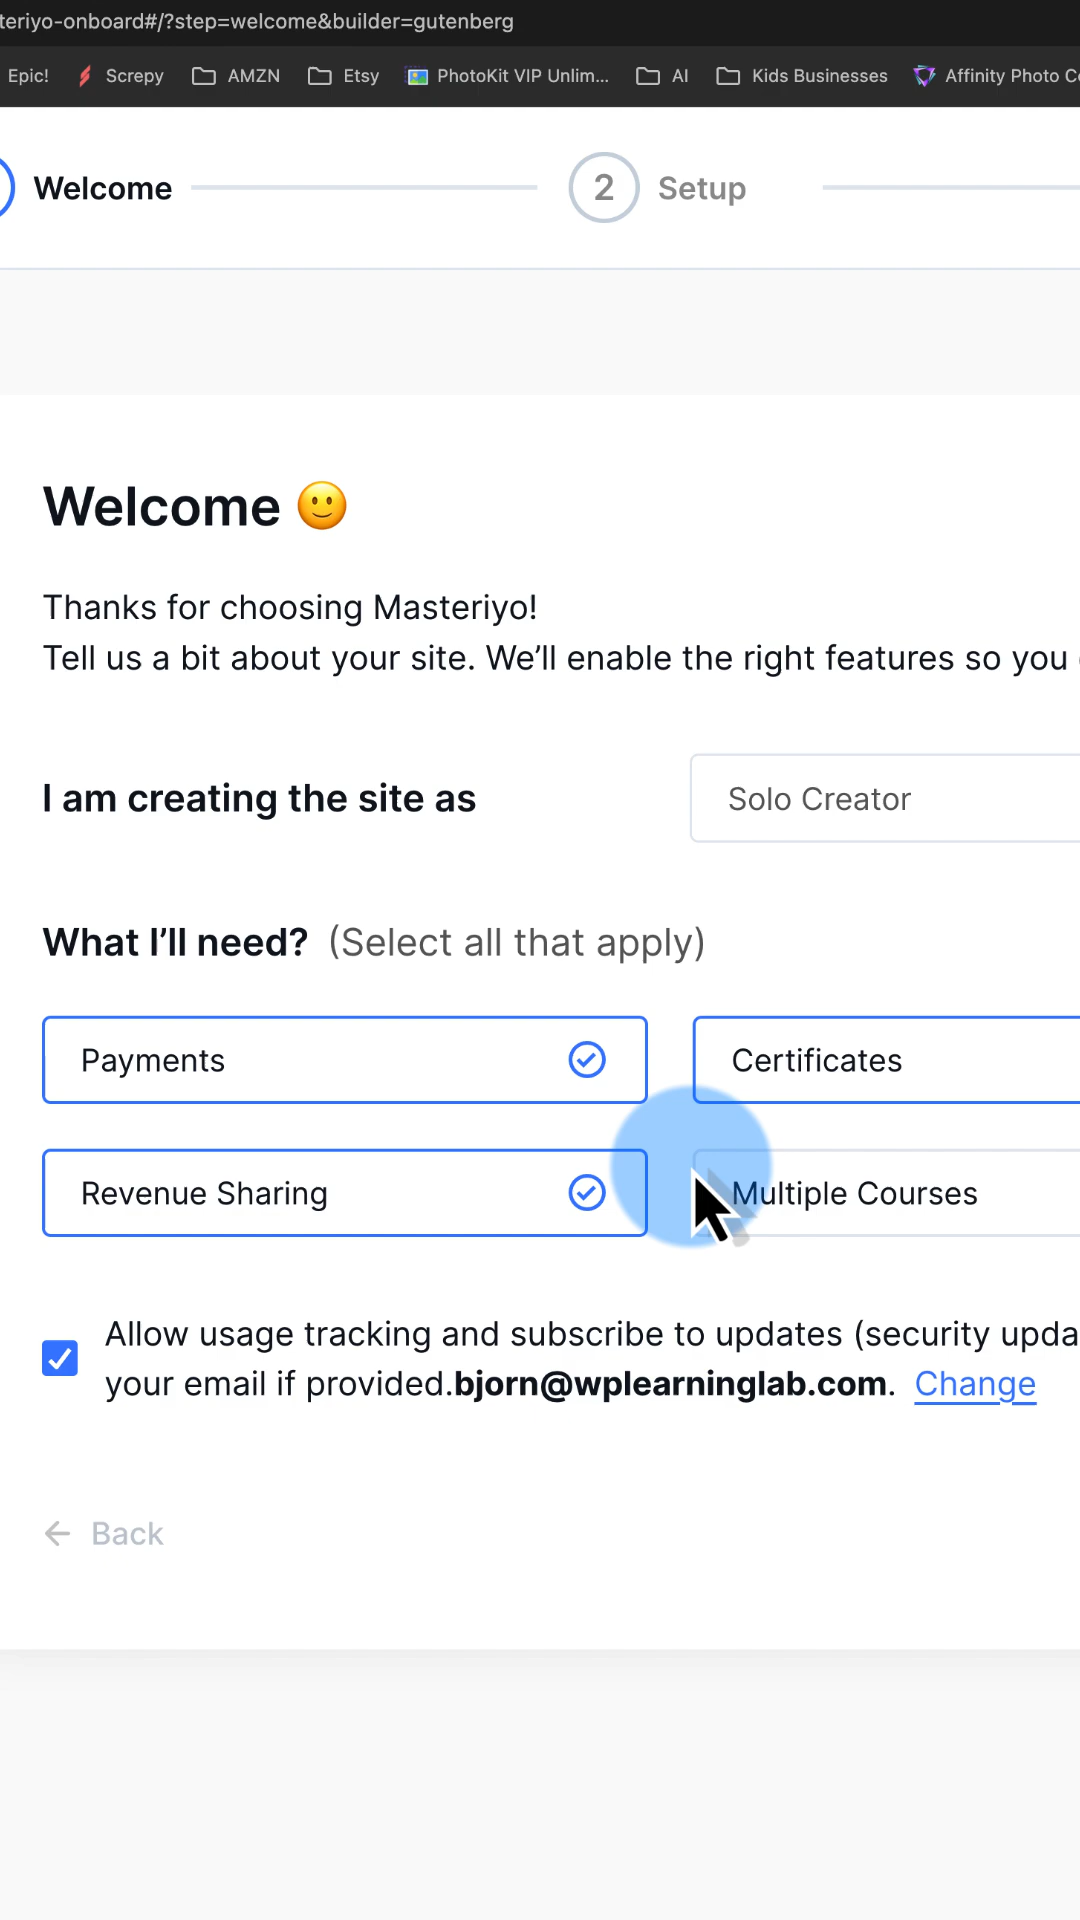 teriyo-onboard#/?step=welcome&builder=gutenberg
Epic! Screpy AMZN Etsy PhotoKit VIP Unlim... AI Kids Businesses Affinity Photo
Welcome 2 Setup
Welcome 🙂
Thanks for choosing Masteriyo!
Tell us a bit about your site. We’ll enable the right features so you
I am creating the site as Solo Creator
What I’ll need? (Select all that apply)
Payments Certificates
Revenue Sharing Multiple Courses
Allow usage tracking and subscribe to updates (security upda
your email if provided.bjorn@wplearninglab.com. Change
← Back